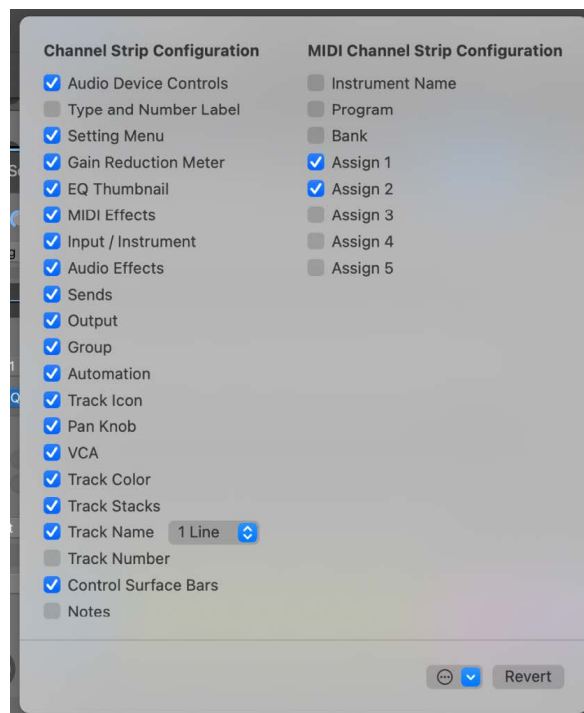 Channel Strip Configuration
Audio Device Controls
Type and Number Label
Setting Menu
Gain Reduction Meter
EQ Thumbnail
MIDI Effects
Input / Instrument
Audio Effects
Sends
Output
Group
Automation
Track Icon
Pan Knob
VCA
Track Color
Track Stacks
Track Name 1 Line
Track Number
Control Surface Bars
Notes
MIDI Channel Strip Configuration
Instrument Name
Program
Bank
Assign 1
Assign 2
Assign 3
Assign 4
Assign 5
Revert